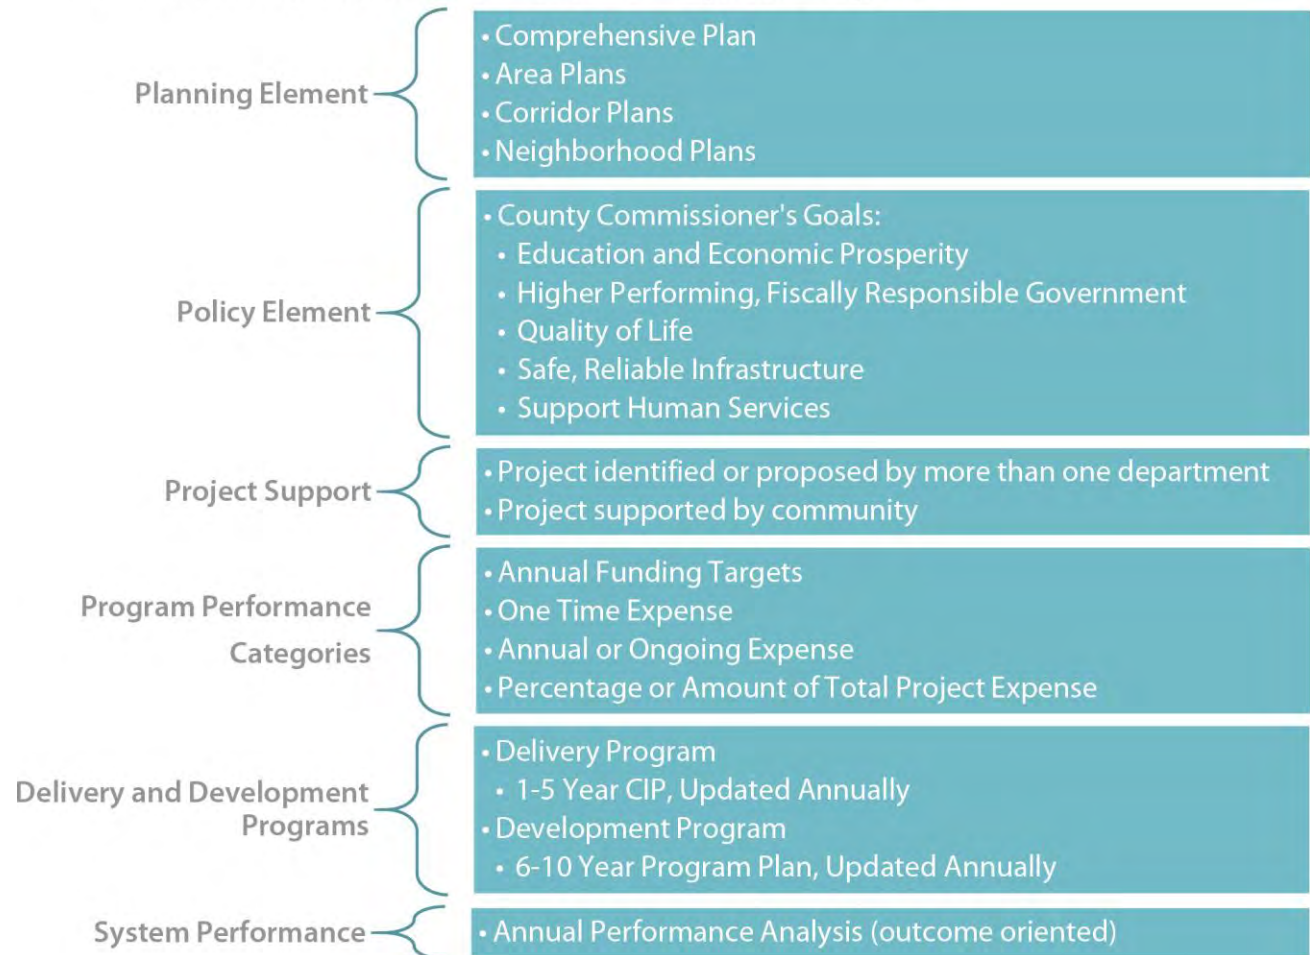 Planning Element
• Comprehensive Plan
• Area Plans
• Corridor Plans
• Neighborhood Plans
Policy Element
• County Commissioner's Goals:
• Education and Economic Prosperity
• Higher Performing, Fiscally Responsible Government
• Quality of Life
• Safe, Reliable Infrastructure
• Support Human Services
Project Support
• Project identified or proposed by more than one department
• Project supported by community
Program Performance
Categories
• Annual Funding Targets
• One Time Expense
• Annual or Ongoing Expense
• Percentage or Amount of Total Project Expense
Delivery and Development
Programs
• Delivery Program
• 1-5 Year CIP, Updated Annually
• Development Program
• 6-10 Year Program Plan, Updated Annually
System Performance
• Annual Performance Analysis (outcome oriented)